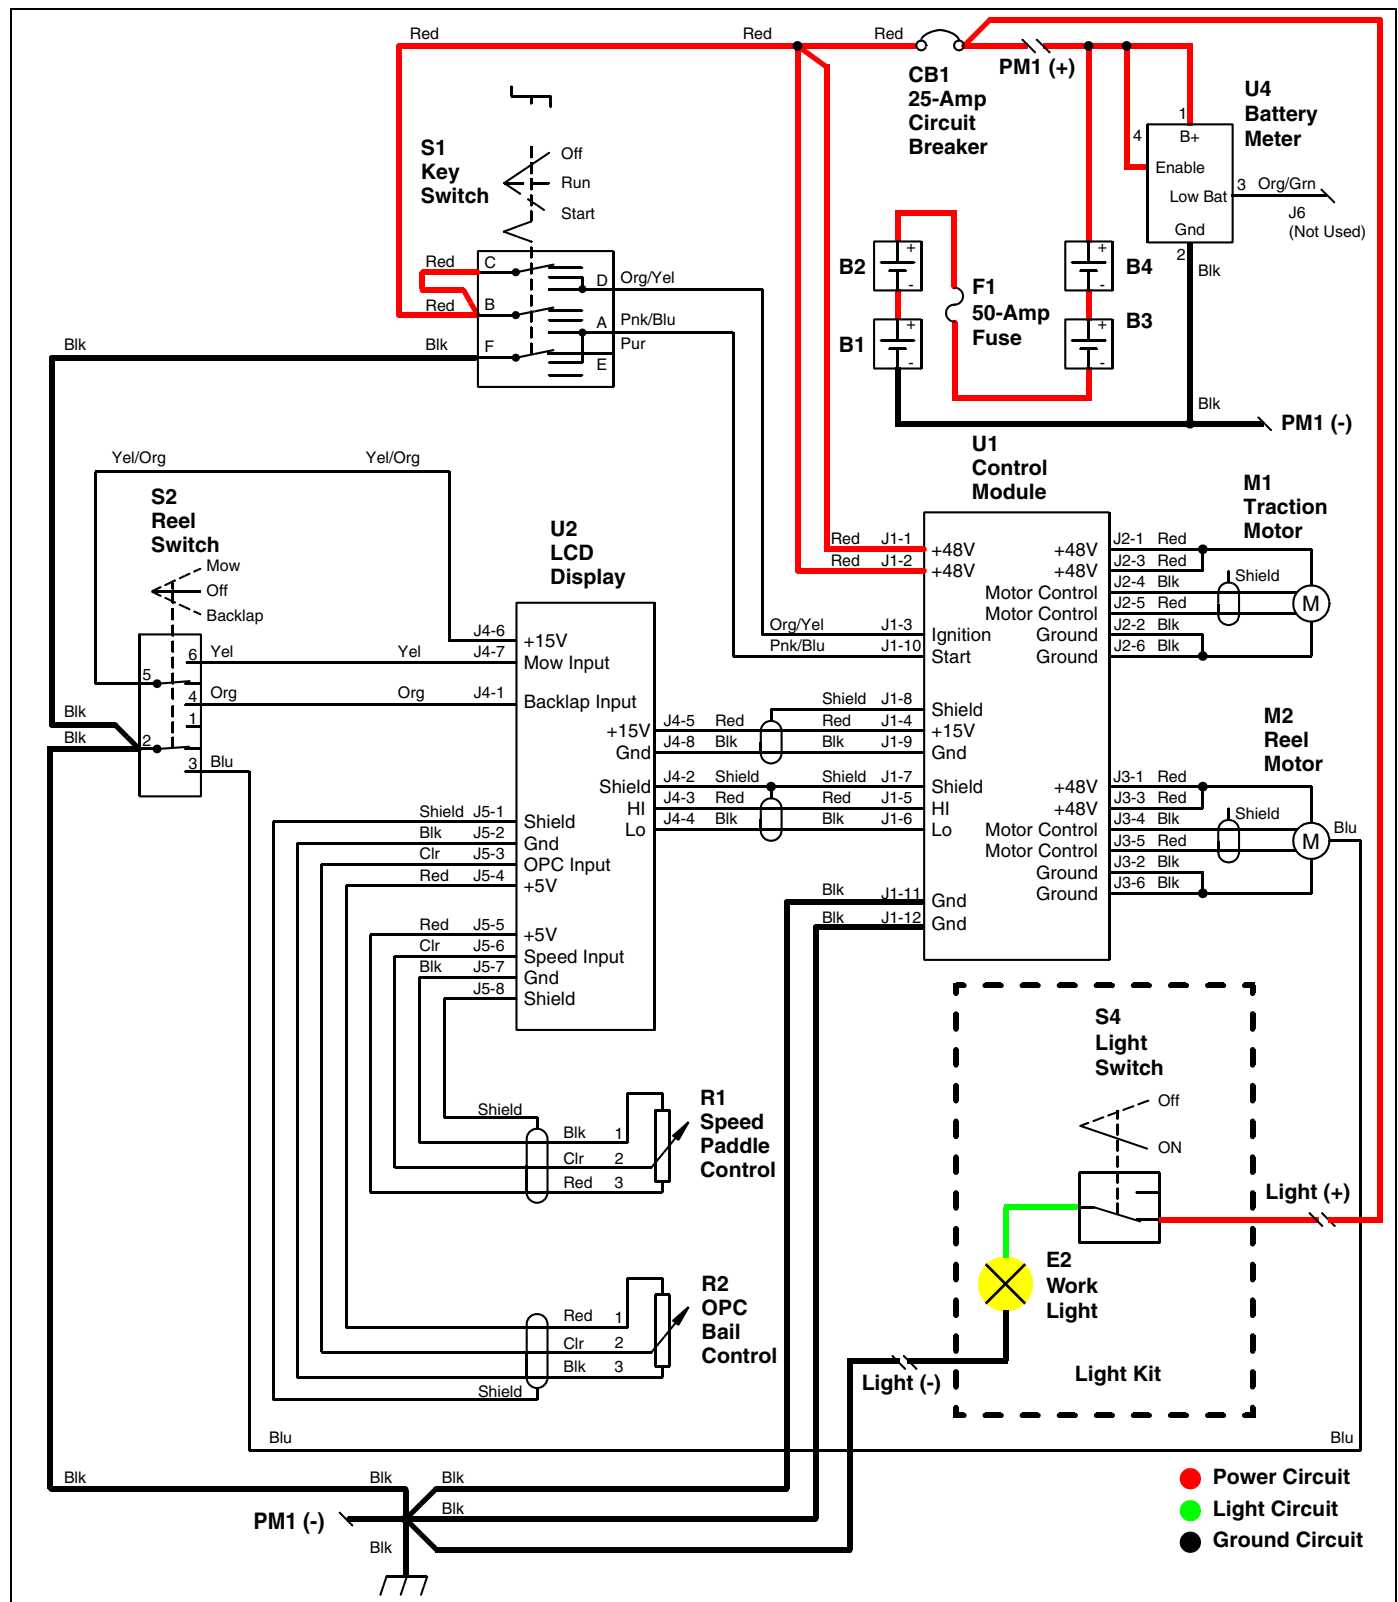 Red
Red
Red
PM1 (+)
CB1
25-Amp
Circuit
Breaker
U4
Battery
Meter
1
4
B+
Enable
Low Bat
Gnd
3
Org/Grn
J6
(Not Used)
2
Blk
S1
Key
Switch
Off
Run
Start
Red
C
D
Org/Yel
Red
B
A
Pnk/Blu
Blk
Blk
F
E
Pur
B2
B1
F1
50-Amp
Fuse
B4
B3
Blk
PM1 (-)
Yel/Org
Yel/Org
S2
Reel
Switch
Mow
Off
Backlap
6
Yel
Yel
5
4
Org
Org
Blk
1
Blk
2
3
Blu
U2
LCD
Display
J4-6
+15V
J4-7
Mow Input
J4-1
Backlap Input
+15V
J4-5
Red
Red
J1-4
Gnd
J4-8
Blk
Blk
J1-9
Shield
J4-2
Shield
Shield
J1-7
HI
J4-3
Red
Red
J1-5
Lo
J4-4
Blk
Blk
J1-6
Shield
J5-1
Shield
Blk
J5-2
Gnd
Clr
J5-3
OPC Input
Red
J5-4
+5V
Red
J5-5
+5V
Clr
J5-6
Speed Input
Blk
J5-7
Gnd
J5-8
Shield
U1
Control
Module
Red
J1-1
+48V
Red
J1-2
+48V
Org/Yel
J1-3
Ignition
Pnk/Blu
J1-10
Start
Shield
J1-8
Shield
+15V
Gnd
Shield
HI
Lo
Blk
J1-11
Gnd
Blk
J1-12
Gnd
+48V
J2-1
Red
+48V
J2-3
Red
Motor Control
J2-4
Blk
Motor Control
J2-5
Red
Ground
J2-2
Blk
Ground
J2-6
Blk
Shield
M
M1
Traction
Motor
M2
Reel
Motor
+48V
J3-1
Red
+48V
J3-3
Red
Motor Control
J3-4
Blk
Motor Control
J3-5
Red
Ground
J3-2
Blk
Ground
J3-6
Blk
Shield
M
Blu
Shield
Blk
1
Clr
2
Red
3
R1
Speed
Paddle
Control
Red
1
Clr
2
Blk
3
Shield
R2
OPC
Bail
Control
S4
Light
Switch
Off
ON
Light (+)
E2
Work
Light
Light (-)
Light Kit
Blu
Blu
Blk
Blk
Blk
Blk
PM1 (-)
Blk
Power Circuit
Light Circuit
Ground Circuit